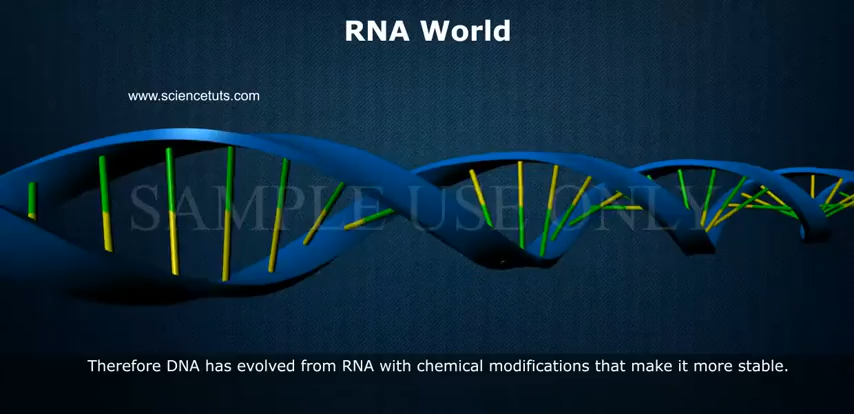 RNA World
www.sciencetuts.com
SAMPLE USE ONLY
Therefore DNA has evolved from RNA with chemical modifications that make it more stable.